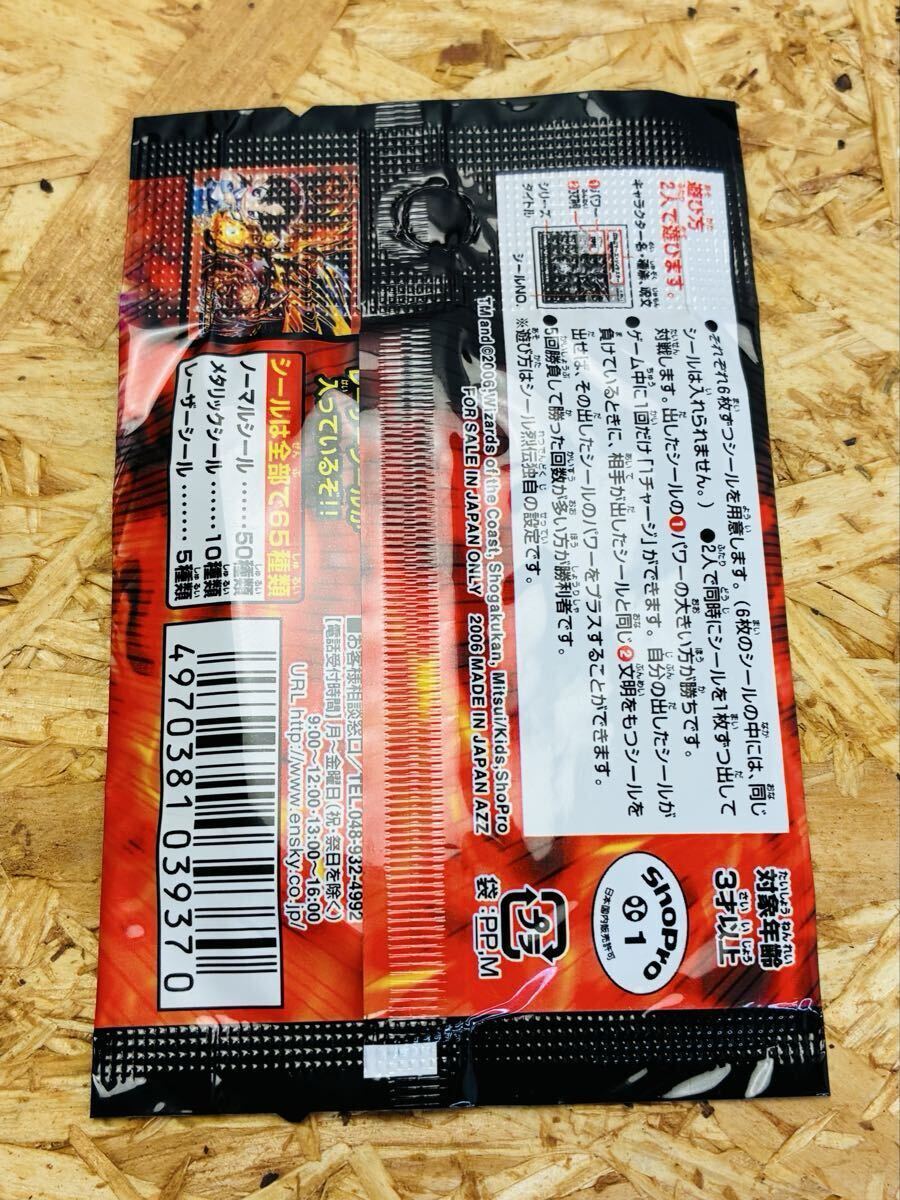 遊び方
2人で遊びます。
キャラクター名・種族、呪文
❶パワー
❷文明
シリーズ
タイトル
シールNO.
●それぞれ6枚ずつシールを用意します。(6枚のシールの中には、同じ
シールは入れられません。) ●2人で同時にシールを1枚ずつ出して
対戦します。出したシールの❶パワーの大きい方が勝ちです。
●ゲーム中に1回だけ「1チャージ」ができます。自分の出したシールが
負けているときに、相手が出したシールと同じ❷文明をもつシールを
出せば、その出したシールのパワーをプラスすることができます。
●5回勝負して勝った回数が多い方が勝利者です。
※遊び方はシール烈伝独自の設定です。
TM and ©2006 Wizards of the Coast, Shogakukan, Mitsui/Kids,ShoPro
FOR SALE IN JAPAN ONLY 2006 MADE IN JAPAN AZZ
対象年齢
3才以上
ShoPro
1
日本国内販売許可
プラ
袋:PP,M
入っているぞ!!
シールは全部で65種類
ノーマルシール……50種類
メタリックシール……10種類
レーザーシール………5種類
■お客様相談窓口/TEL.048-932-4992
【電話受付時間】月〜金曜日(祝・祭日を除く)
9:00〜12:00・13:00〜16:00
URL http://www.ensky.co.jp/
4970381039370